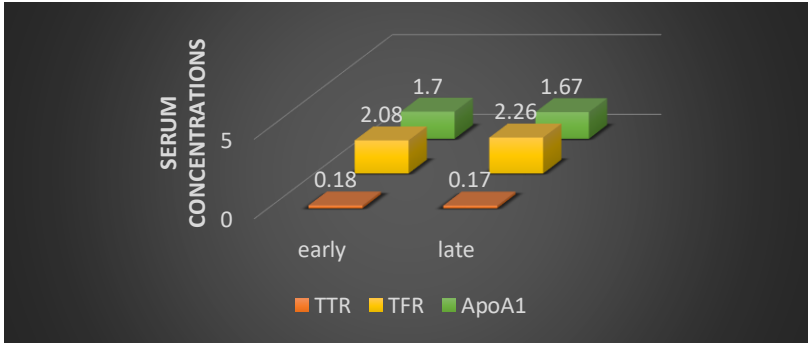 SERUM
CONCENTRATIONS
5
0
1.7
1.67
2.08
2.26
0.18
0.17
early
late
TTR
TFR
ApoA1